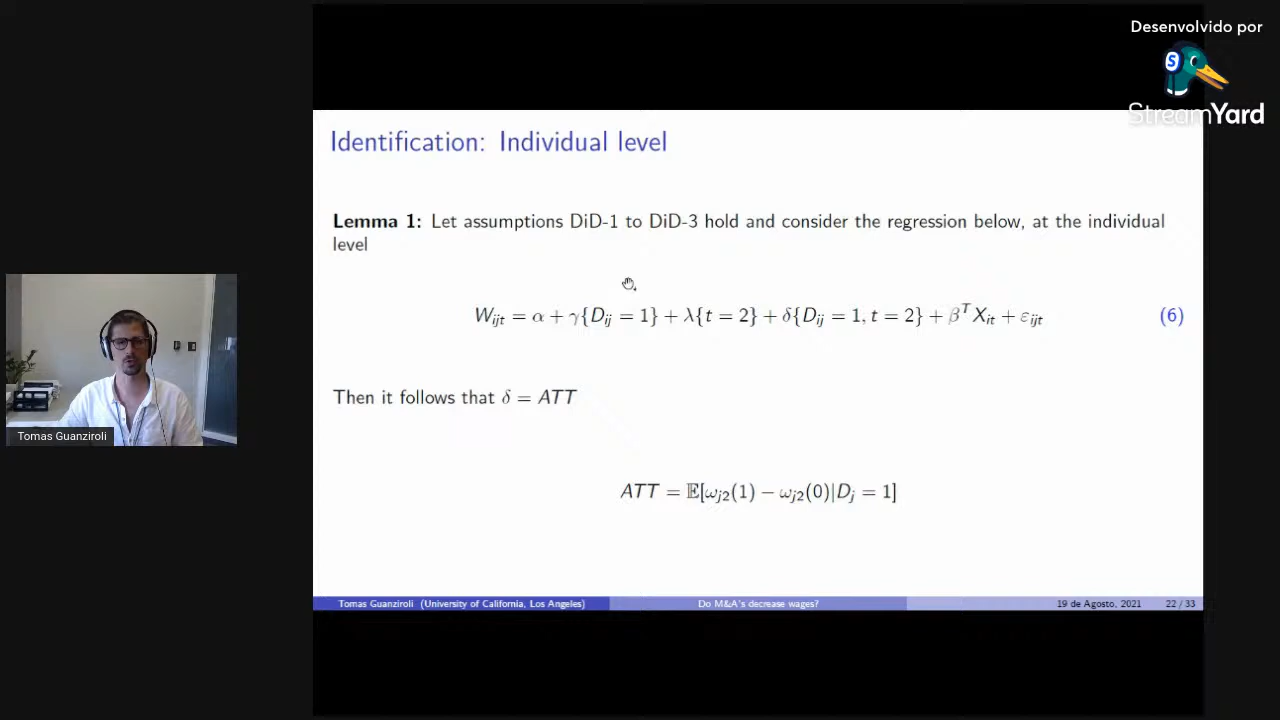 Desenvolvido por
StreamYard
Identification: Individual level
Lemma 1: Let assumptions DiD-1 to DiD-3 hold and consider the regression below, at the individual
level
W_{ijt} = α + γ{D_{ij} = 1} + λ{t = 2} + δ{D_{ij} = 1, t = 2} + β^T X_{it} + ε_{ijt} (6)
Then it follows that δ = ATT
ATT = 𝔼[ω_{j2}(1) − ω_{j2}(0)|D_j = 1]
Tomas Guanziroli
Tomas Guanziroli (University of California, Los Angeles) Do M&A's decrease wages? 19 de Agosto, 2021 22 / 33